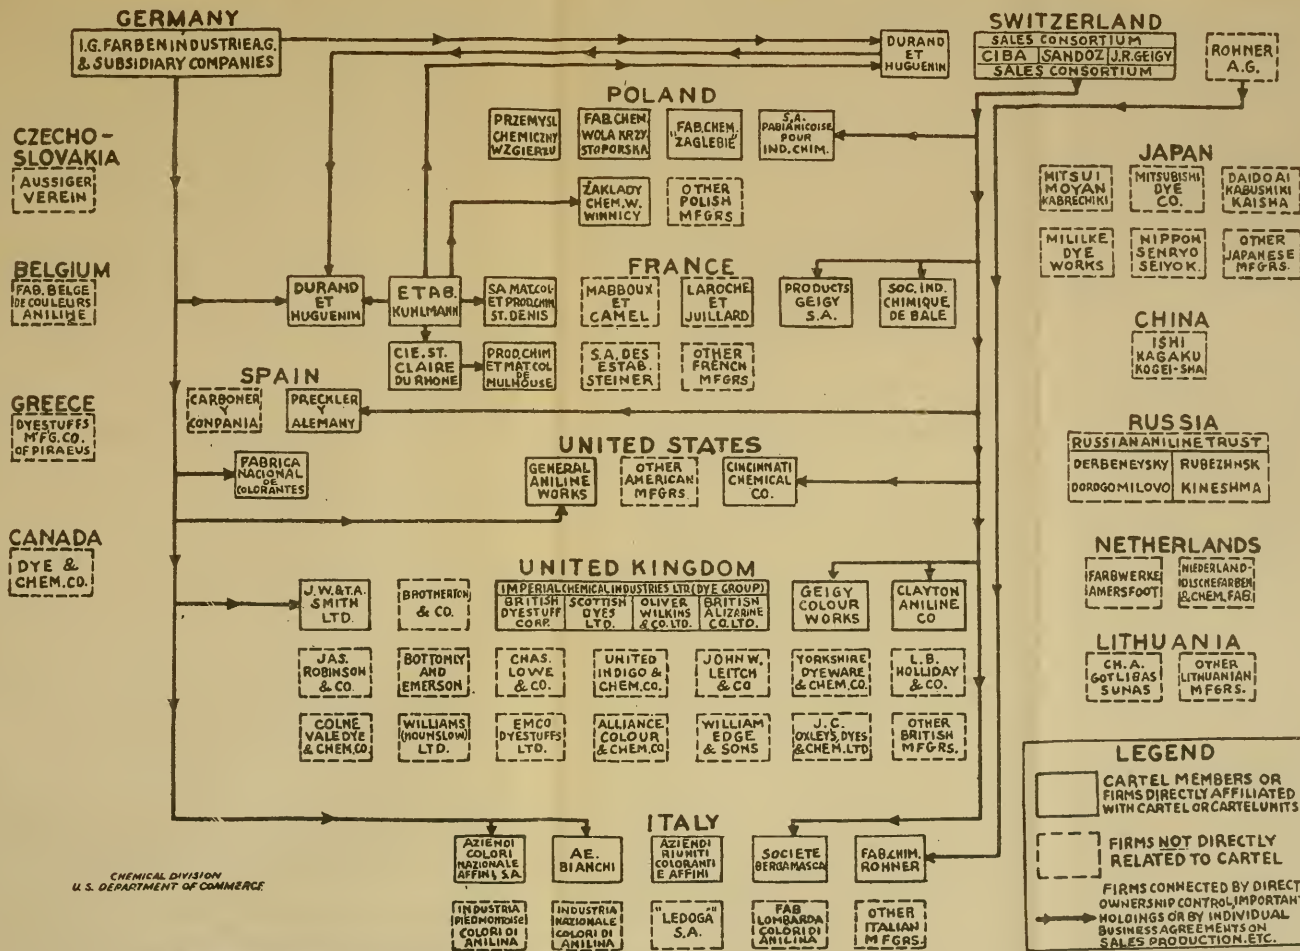 GERMANY
I.G. FARBENINDUSTRIE A.G.
& SUBSIDIARY COMPANIES
DURAND
ET
HUGUENIN
SWITZERLAND
SALES CONSORTIUM
CIBA SANDOZ J.R.GEIGY
SALES CONSORTIUM
ROHNER
A.G.
POLAND
PRZEMYSL
CHEMICZNY
WZGIERZU
FAB. CHEM.
WOLA KRZY
STOPORSKA
"FAB. CHEM.
ZAGLEBIE"
S.A.
PABIANICOISE
POUR
IND. CHIM.
ZAKLADY
CHEM. W.
WINNICY
OTHER
POLISH
MFGRS
CZECHO-
SLOVAKIA
AUSSIGER
VEREIN
JAPAN
MITSUI
MOYAN
KABRECHIKI
MITSUBISHI
DYE
CO.
DAIDO AI
KABUSHIKI
KAISHA
MILILKE
DYE
WORKS
NIPPON
SENRYO
SEIYOK.
OTHER
JAPANESE
MFGRS.
BELGIUM
FAB. BELGE
DE COULEURS
ANILINE
FRANCE
DURAND
ET
HUGUENIN
ETAB.
KUHLMANN
SA MAT. COL
ET PROD. CHIM.
ST. DENIS
MABBOUX
ET
CAMEL
LAROCHE
ET
JUILLARD
PRODUCTS
GEIGY
S.A.
SOC. IND.
CHIMIQUE
DE BALE
CIE. ST.
CLAIRE
DU RHONE
PROD. CHIM
ET MAT. COL
DE
MULHOUSE
S.A. DES
ESTAB.
STEINER
OTHER
FRENCH
MFGRS
CHINA
ISHI
KAGAKU
KOGEI-SHA
SPAIN
CARBONER
Y
CONPANIA
PRECKLER
Y
ALEMANY
FABRICA
NACIONAL
DE
COLORANTES
GREECE
DYESTUFFS
M'F'G. CO.
OF PIRAEUS
UNITED STATES
GENERAL
ANILINE
WORKS
OTHER
AMERICAN
MFGRS.
CINCINNATI
CHEMICAL
CO.
RUSSIA
RUSSIAN ANILINE TRUST
DERBENEVSKY RUBEZHNSK
DOROGOMILOVO KINESHMA
CANADA
DYE &
CHEM. CO.
NETHERLANDS
FARBWERKE
AMERSFOOT
NIEDERLAND-
IDLSCHEFARBEN
& CHEM. FAB.
UNITED KINGDOM
J.W. & T.A.
SMITH
LTD.
BROTHERTON
& CO.
IMPERIAL CHEMICAL INDUSTRIES LTD (DYE GROUP)
BRITISH
DYESTUFF
CORP.
SCOTTISH
DYES
LTD.
OLIVER
WILKINS
& CO. LTD.
BRITISH
ALIZARINE
CO. LTD.
GEIGY
COLOUR
WORKS
CLAYTON
ANILINE
CO
JAS.
ROBINSON
& CO.
BOTTOMLY
AND
EMERSON
CHAS.
LOWE
& CO.
UNITED
INDIGO &
CHEM. CO.
JOHN W.
LEITCH
& CO
YORKSHIRE
DYEWARE
& CHEM. CO.
L.B.
HOLLIDAY
& CO.
COLNE
VALE DYE
& CHEM. CO
WILLIAMS
(HOUNSLOW)
LTD.
EMCO
DYESTUFFS
LTD.
ALLIANCE
COLOUR
& CHEM. CO
WILLIAM
EDGE
& SONS
J.C.
OXLEYS, DYES
& CHEM. LTD
OTHER
BRITISH
MFGRS.
LITHUANIA
CH. A.
GOTLIBAS
SUNAS
OTHER
LITHUANIAN
MFGRS.
ITALY
AZIENDI
COLORI
NAZIONALE
AFFINI, S.A.
AE.
BIANCHI
AZIENDI
RIUNITI
COLORANTI
E AFFINI
SOCIETE
BERGAMASCA
FAB. CHIM.
ROHNER
INDUSTRIA
PIEDMONTOISE
COLORI DI
ANILINA
INDUSTRIA
NAZIONALE
COLORI DI
ANILINA
"LEDOGA"
S.A.
FAB
LOMBARDA
COLORI DI
ANILINA
OTHER
ITALIAN
MFGRS.
CHEMICAL DIVISION
U.S. DEPARTMENT OF COMMERCE
LEGEND
CARTEL MEMBERS OR
FIRMS DIRECTLY AFFILIATED
WITH CARTEL OR CARTEL UNITS
FIRMS NOT DIRECTLY
RELATED TO CARTEL
FIRMS CONNECTED BY DIRECT
OWNERSHIP CONTROL, IMPORTANT
HOLDINGS OR BY INDIVIDUAL
BUSINESS AGREEMENTS ON
SALES PRODUCTION. ETC.